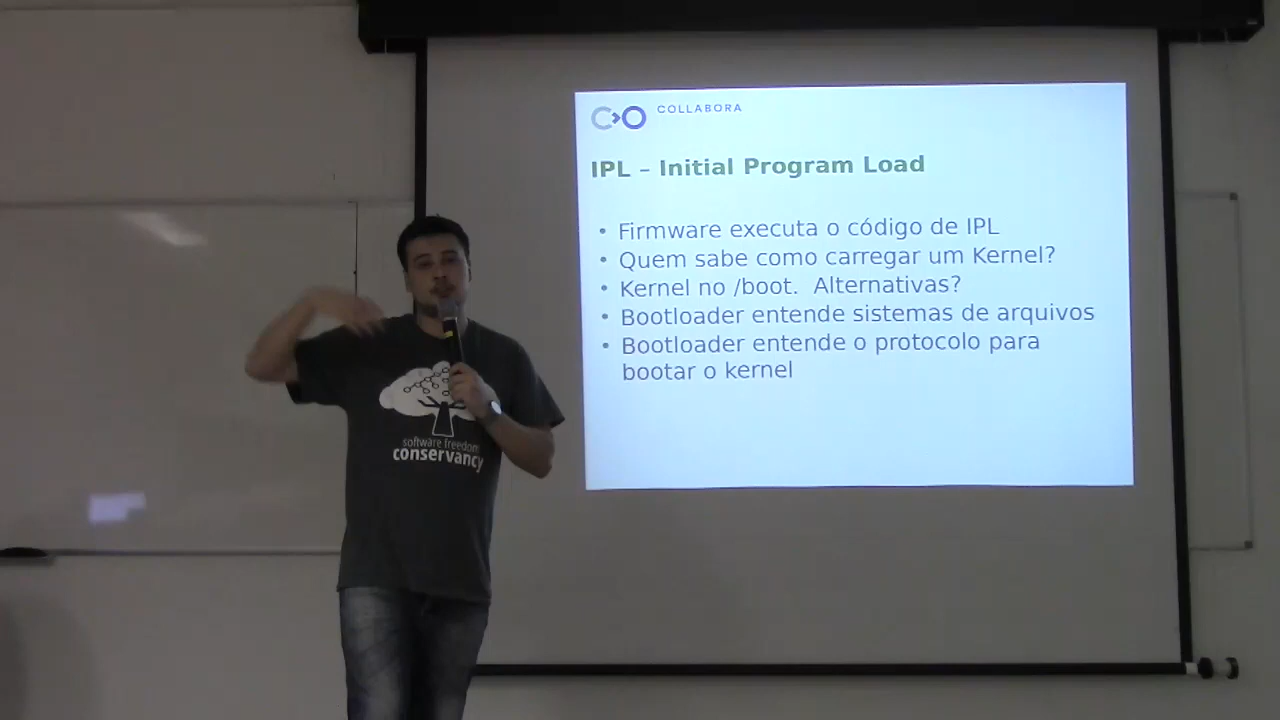 COLLABORA
IPL – Initial Program Load
• Firmware executa o código de IPL
• Quem sabe como carregar um Kernel?
• Kernel no /boot. Alternativas?
• Bootloader entende sistemas de arquivos
• Bootloader entende o protocolo para
bootar o kernel
software freedom
conservancy